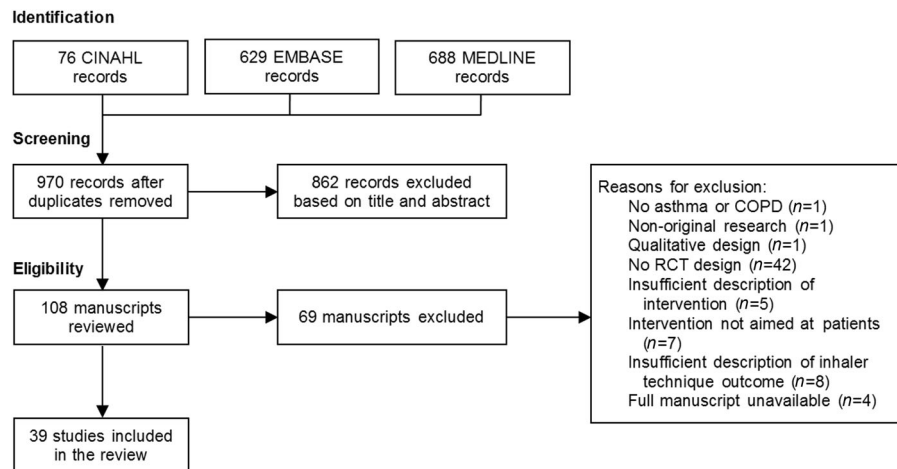 Identification
76 CINAHL
records
629 EMBASE
records
688 MEDLINE
records
Screening
970 records after
duplicates removed
862 records excluded
based on title and abstract
Eligibility
108 manuscripts
reviewed
69 manuscripts excluded
Reasons for exclusion:
No asthma or COPD (n=1)
Non-original research (n=1)
Qualitative design (n=1)
No RCT design (n=42)
Insufficient description of
intervention (n=5)
Intervention not aimed at patients
(n=7)
Insufficient description of inhaler
technique outcome (n=8)
Full manuscript unavailable (n=4)
39 studies included
in the review